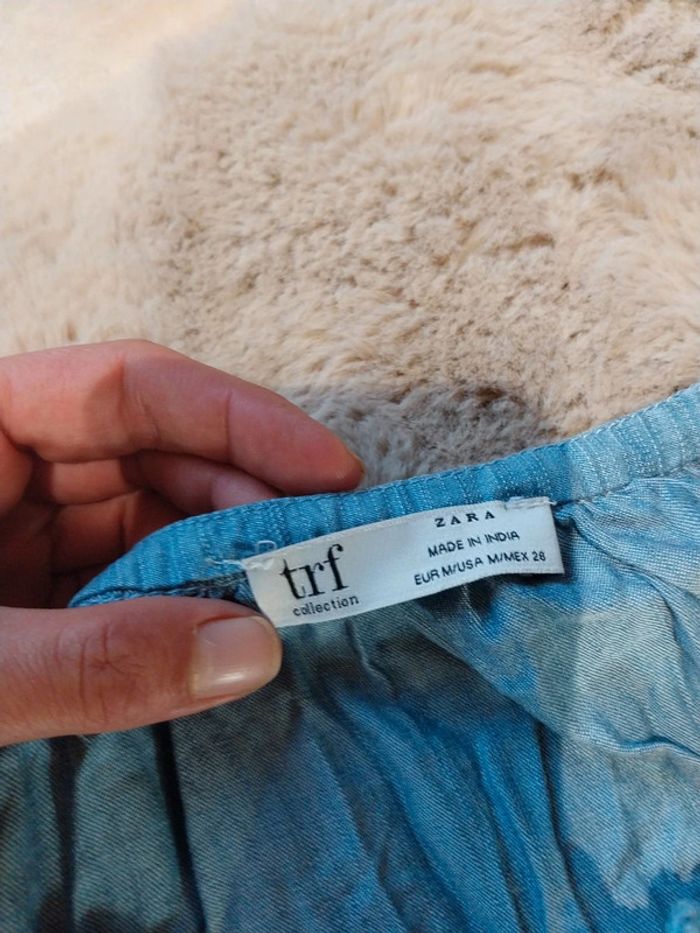 trf
collection
ZARA
MADE IN INDIA
EUR M/USA M/MEX 28